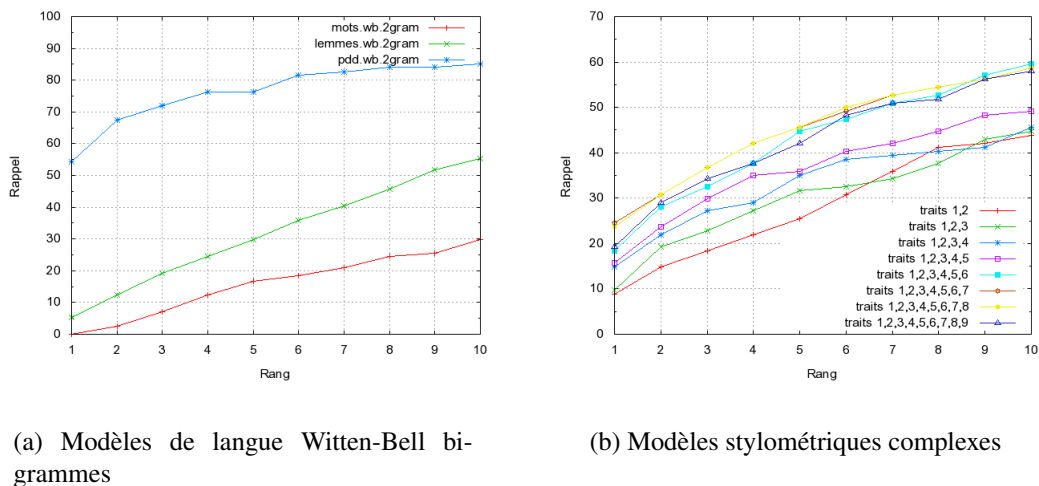 100
90
80
70
60
50
40
30
20
10
0
Rappel
mots.wb.2gram
lemmes.wb.2gram
pdd.wb.2gram
1 2 3 4 5 6 7 8 9 10
Rang
(a) Modèles de langue Witten-Bell bi-
grammes
70
60
50
40
30
20
10
0
Rappel
traits 1,2
traits 1,2,3
traits 1,2,3,4
traits 1,2,3,4,5
traits 1,2,3,4,5,6
traits 1,2,3,4,5,6,7
traits 1,2,3,4,5,6,7,8
traits 1,2,3,4,5,6,7,8,9
1 2 3 4 5 6 7 8 9 10
Rang
(b) Modèles stylométriques complexes